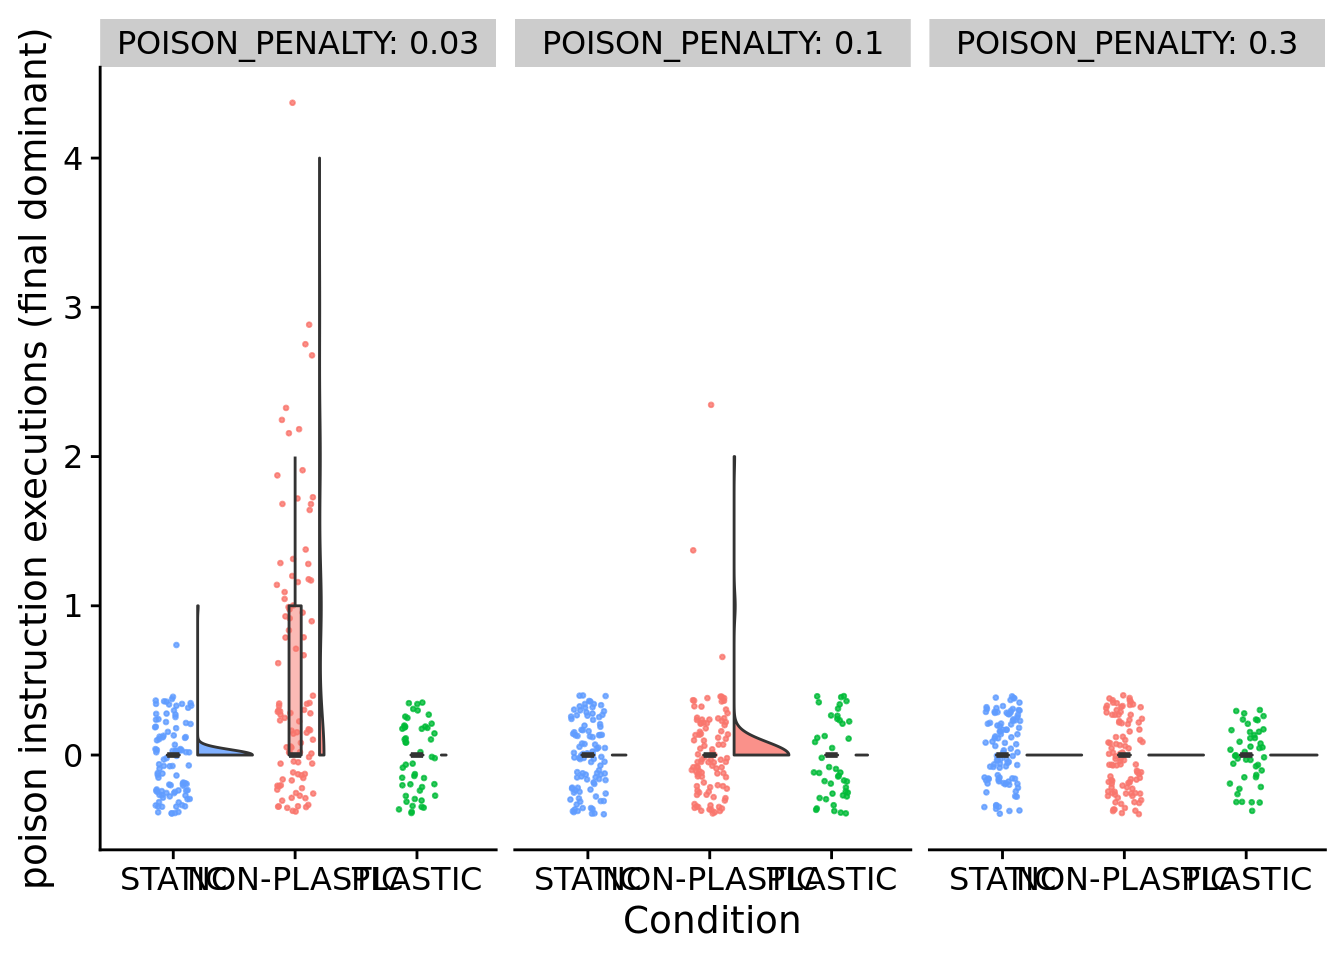 POISON_PENALTY: 0.03 POISON_PENALTY: 0.1 POISON_PENALTY: 0.3
poison instruction executions (final dominant)
4
3
2
1
0
STATIC NON-PLASTIC PLASTIC STATIC NON-PLASTIC PLASTIC STATIC NON-PLASTIC PLASTIC
Condition